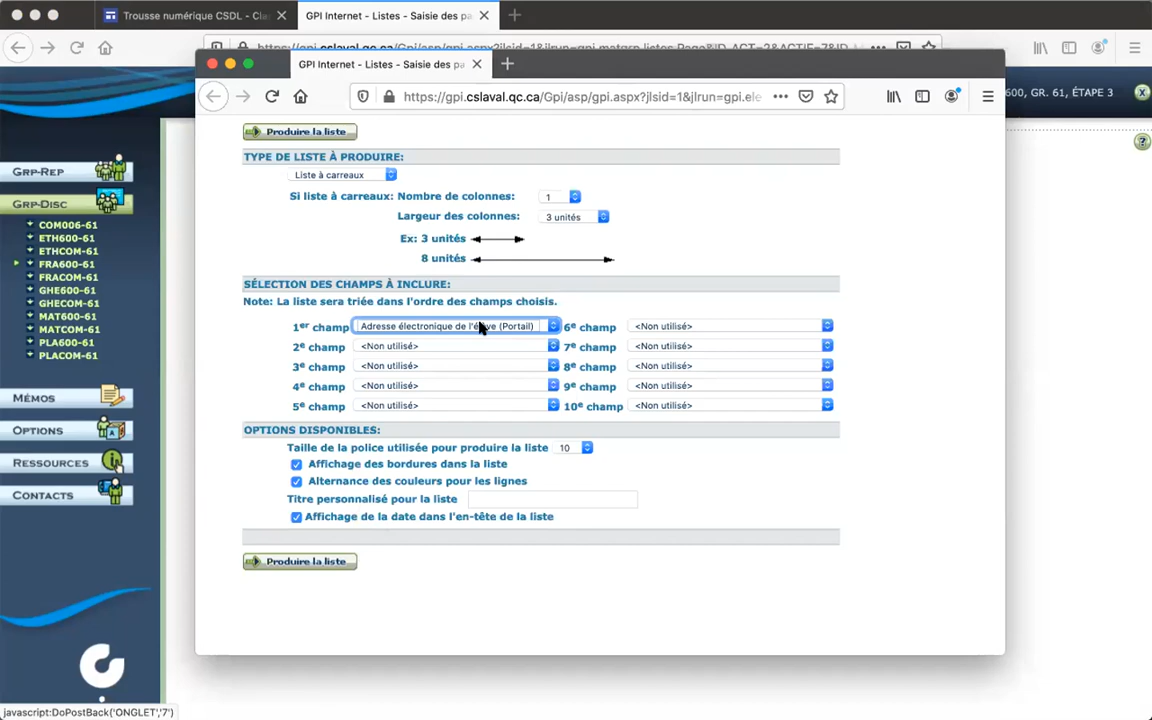 Trousse numérique CSDL - Cl
GPI Internet - Listes - Saisie des pa
GPI Internet - Listes - Saisie des pa
https://gpi.cslaval.qc.ca/Gpi/asp/gpi.aspx?jlsid=1&jlrun=gpi.ele
600, GR. 61, ÉTAPE 3
GRP-REP
GRP-DISC
COM006-61
ETH600-61
ETHCOM-61
FRA600-61
FRACOM-61
GHE600-61
GHECOM-61
MAT600-61
MATCOM-61
PLA600-61
PLACOM-61
MÉMOS
OPTIONS
RESSOURCES
CONTACTS
Produire la liste
TYPE DE LISTE À PRODUIRE:
Liste à carreaux
Si liste à carreaux: Nombre de colonnes: 1
Largeur des colonnes: 3 unités
Ex: 3 unités
8 unités
SÉLECTION DES CHAMPS À INCLURE:
Note: La liste sera triée dans l'ordre des champs choisis.
1er champ Adresse électronique de l'élève (Portail) 6e champ <Non utilisé>
2e champ <Non utilisé> 7e champ <Non utilisé>
3e champ <Non utilisé> 8e champ <Non utilisé>
4e champ <Non utilisé> 9e champ <Non utilisé>
5e champ <Non utilisé> 10e champ <Non utilisé>
OPTIONS DISPONIBLES:
Taille de la police utilisée pour produire la liste 10
Affichage des bordures dans la liste
Alternance des couleurs pour les lignes
Titre personnalisé pour la liste
Affichage de la date dans l'en-tête de la liste
Produire la liste
javascript:DoPostBack('ONGLET','7')